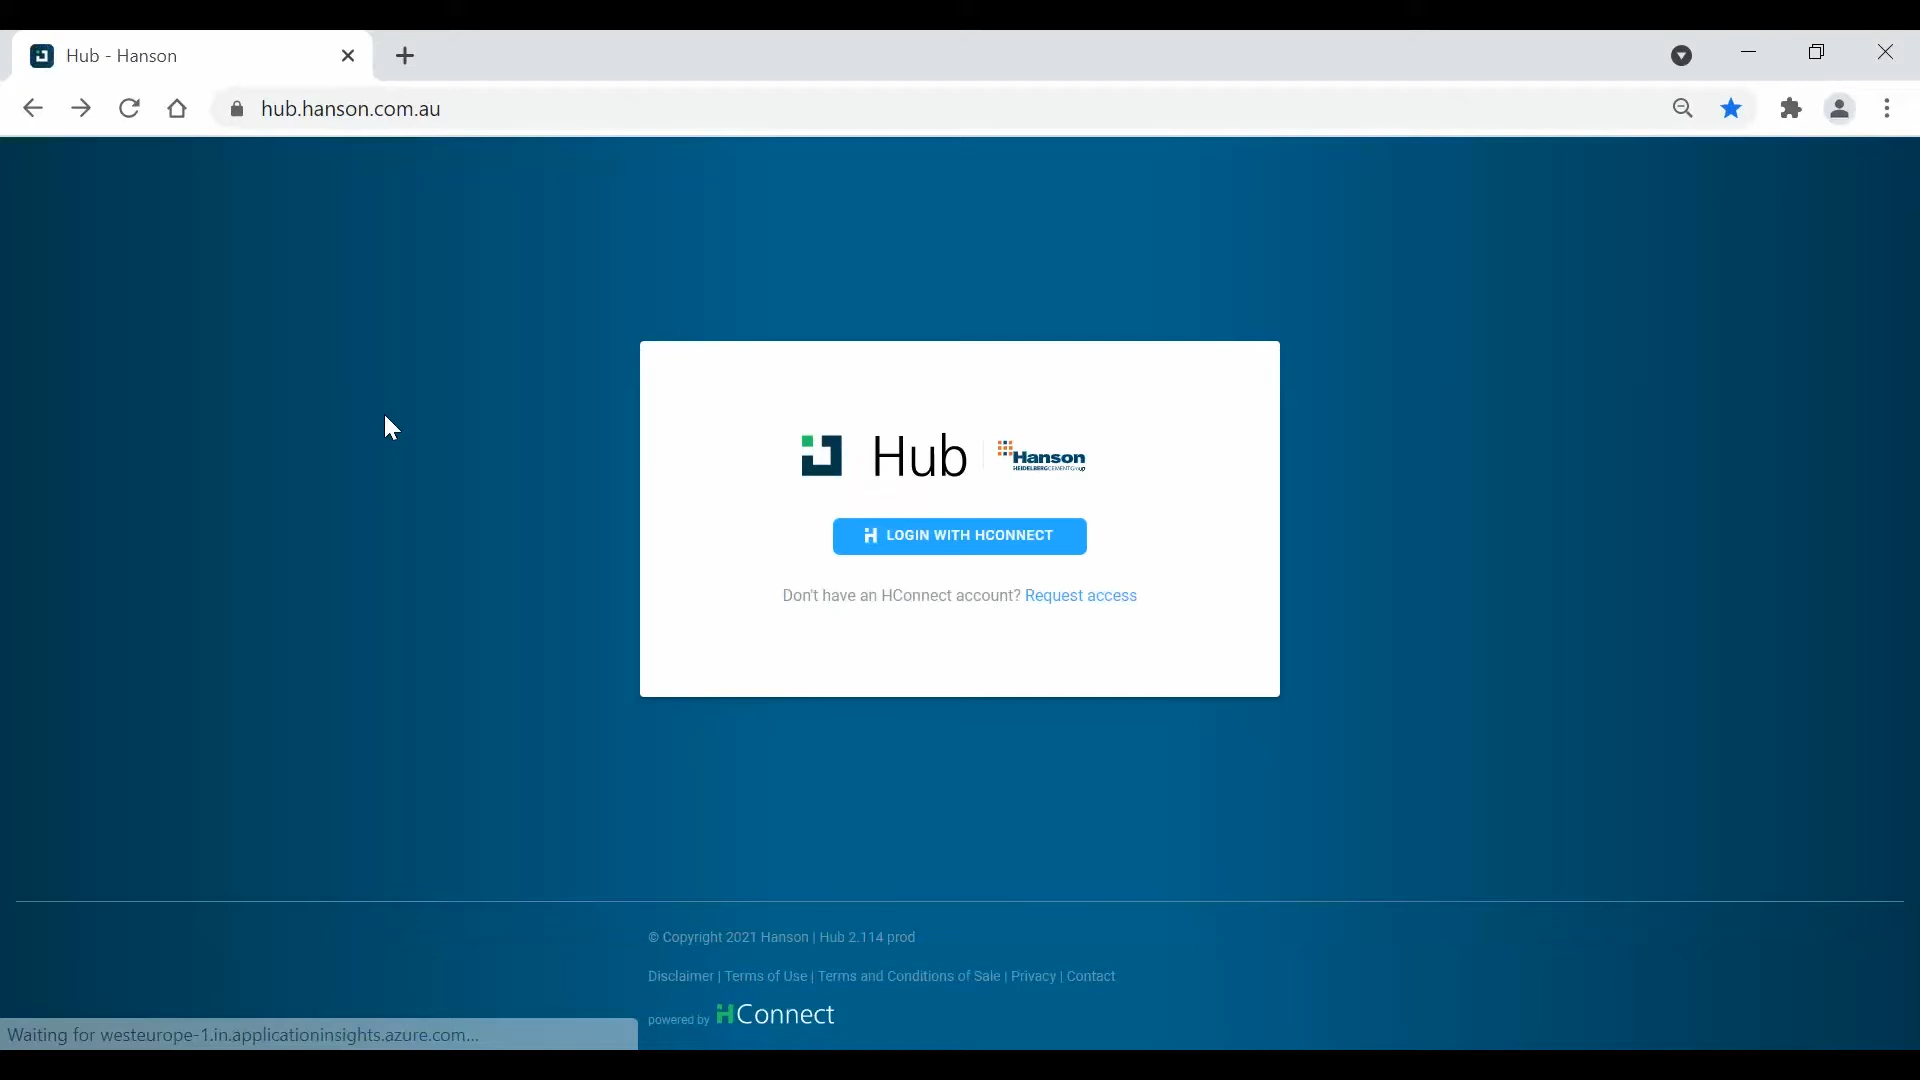 Hub - Hanson
hub.hanson.com.au
Hub
Hanson
HEIDELBERGCEMENTGroup
LOGIN WITH HCONNECT
Don't have an HConnect account? Request access
© Copyright 2021 Hanson | Hub 2.114 prod
Disclaimer | Terms of Use | Terms and Conditions of Sale | Privacy | Contact
powered by HConnect
Waiting for westeurope-1.in.applicationinsights.azure.com...